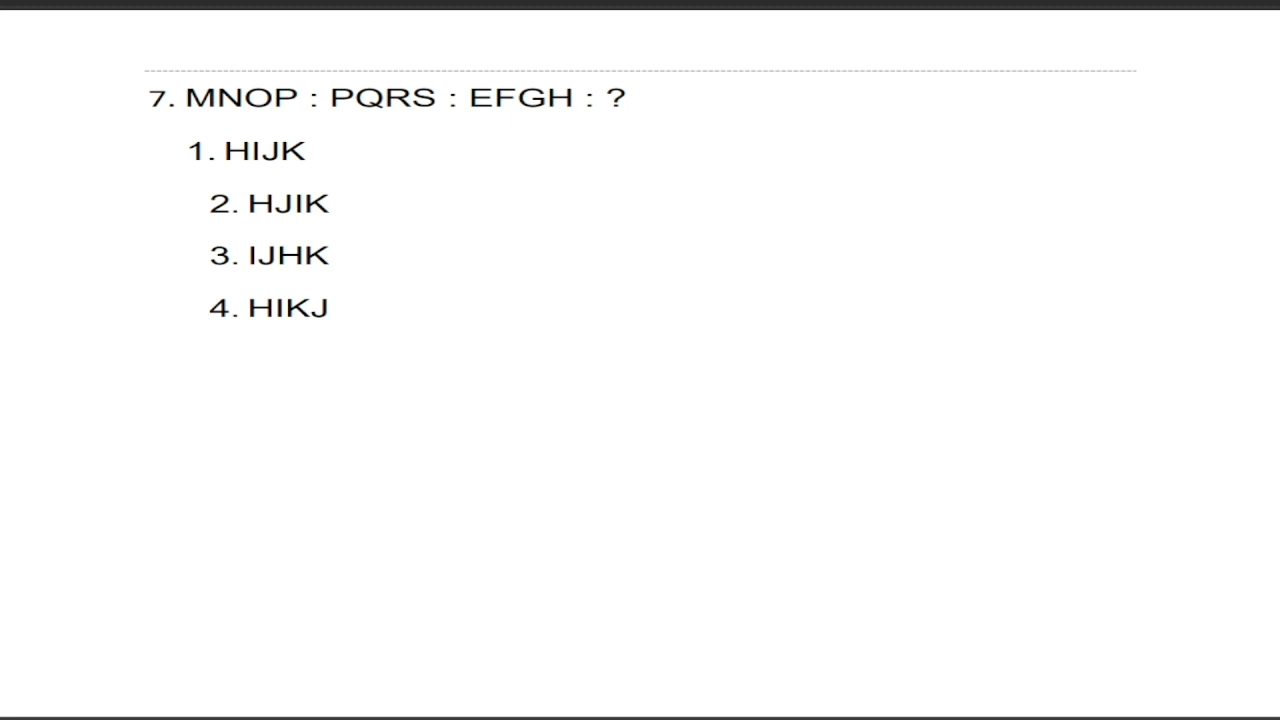 7. MNOP : PQRS : EFGH : ?
1. HIJK
2. HJIK
3. IJHK
4. HIKJ